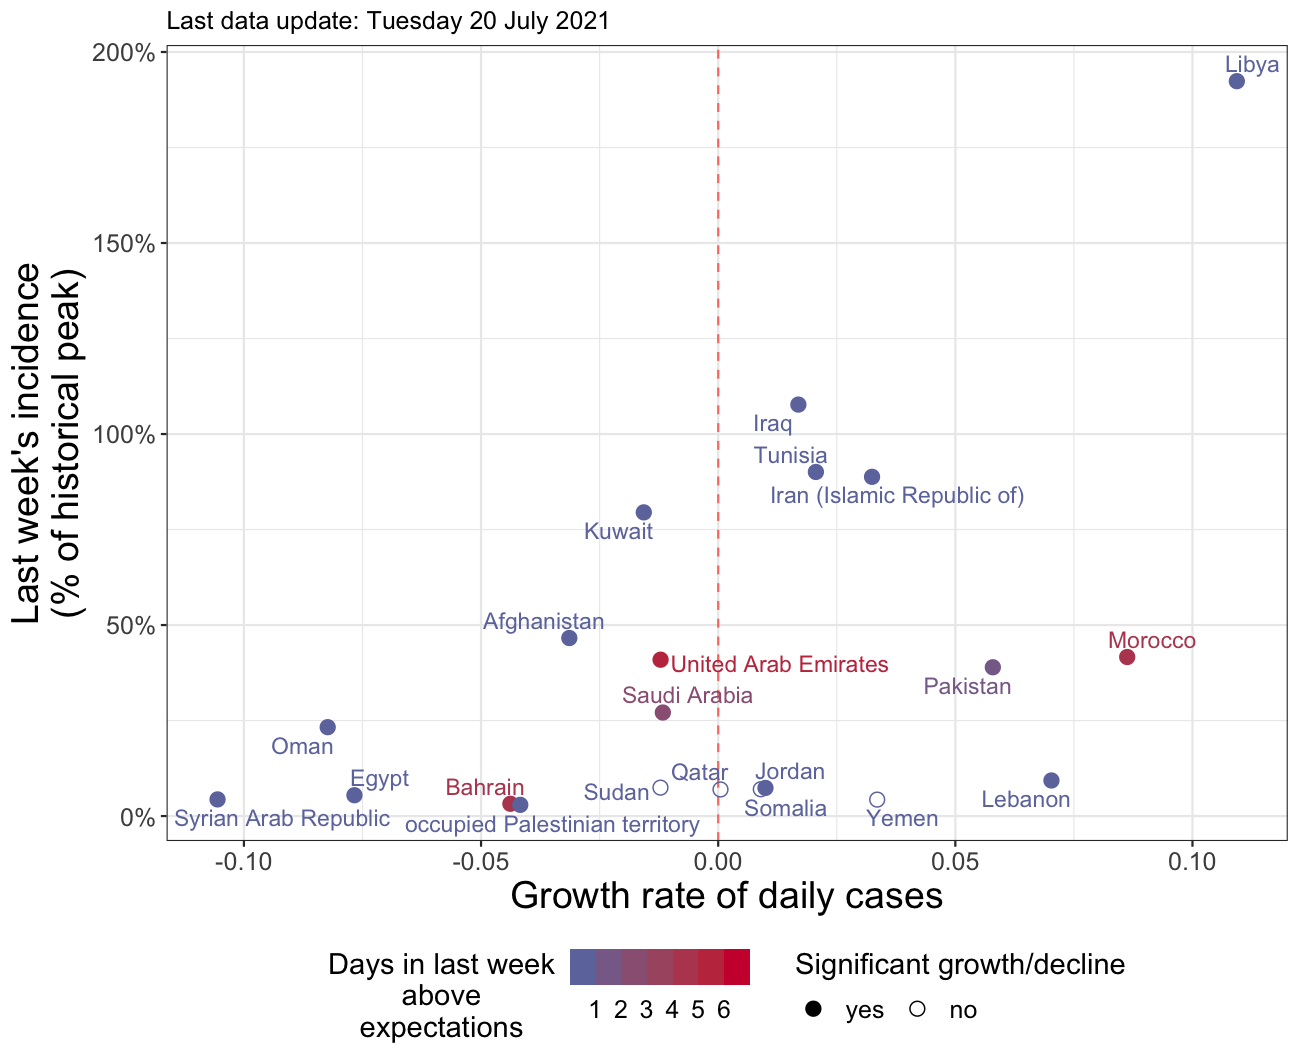 Last data update: Tuesday 20 July 2021
200%
150%
100%
50%
0%
Last week's incidence
(% of historical peak)
Libya
Iraq
Tunisia
Iran (Islamic Republic of)
Kuwait
Afghanistan
United Arab Emirates
Morocco
Pakistan
Saudi Arabia
Oman
Egypt
Syrian Arab Republic
Bahrain
occupied Palestinian territory
Sudan
Qatar
Jordan
Somalia
Yemen
Lebanon
-0.10 -0.05 0.00 0.05 0.10
Growth rate of daily cases
Days in last week
above
expectations
1 2 3 4 5 6
Significant growth/decline
yes no